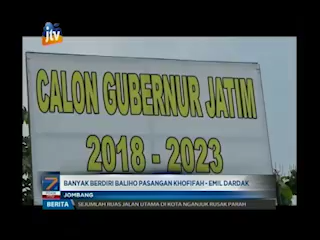 jtv
CALON GUBERNUR JATIM
2018 - 2023
7 BANYAK BERDIRI BALIHO PASANGAN KHOFIFAH - EMIL DARDAK
JOMBANG
BERITA SEJUMLAH RUAS JALAN UTAMA DI KOTA NGANJUK RUSAK PARAH